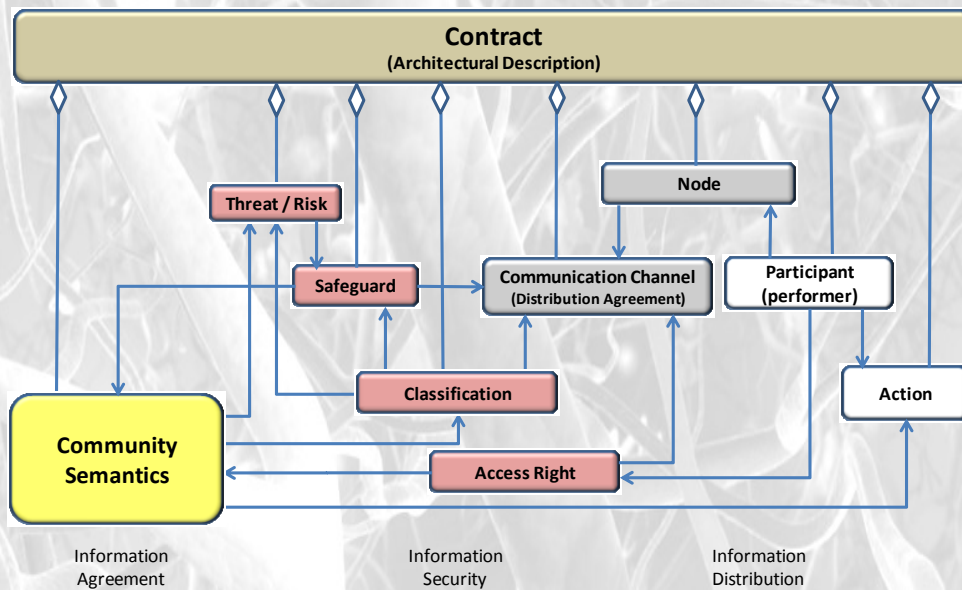 Contract
(Architectural Description)
Node
Threat / Risk
Communication Channel
(Distribution Agreement)
Participant
(performer)
Safeguard
Classification
Action
Community
Semantics
Access Right
Information
Agreement
Information
Security
Information
Distribution